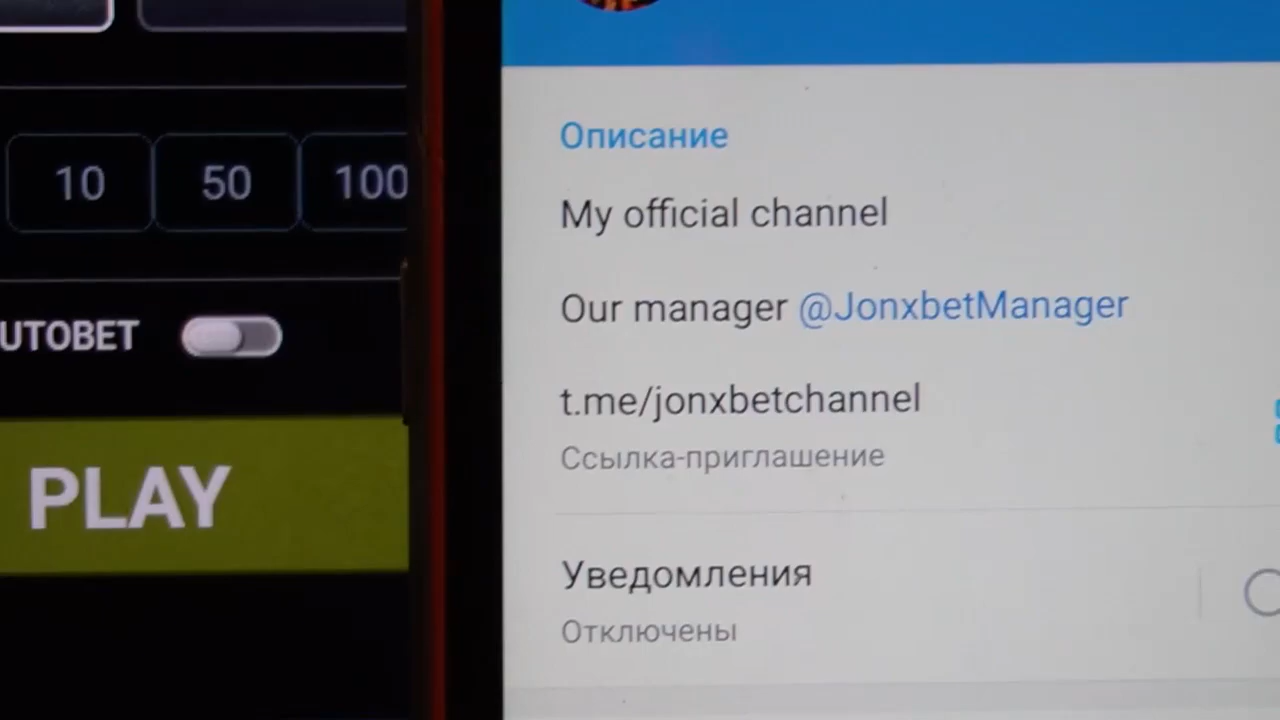 10 50 100
UTOBET
PLAY
Описание
My official channel
Our manager @JonxbetManager
t.me/jonxbetchannel
Ссылка-приглашение
Уведомления
Отключены